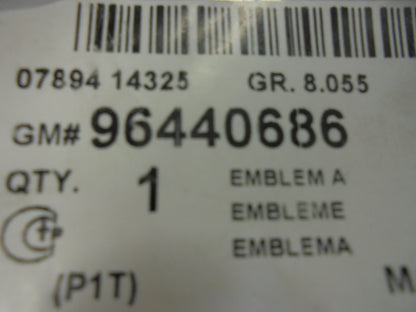 07894 14325 GR. 8.055
GM# 96440686
QTY. 1 EMBLEM A
EMBLEME
EMBLEMA
(P1T) M